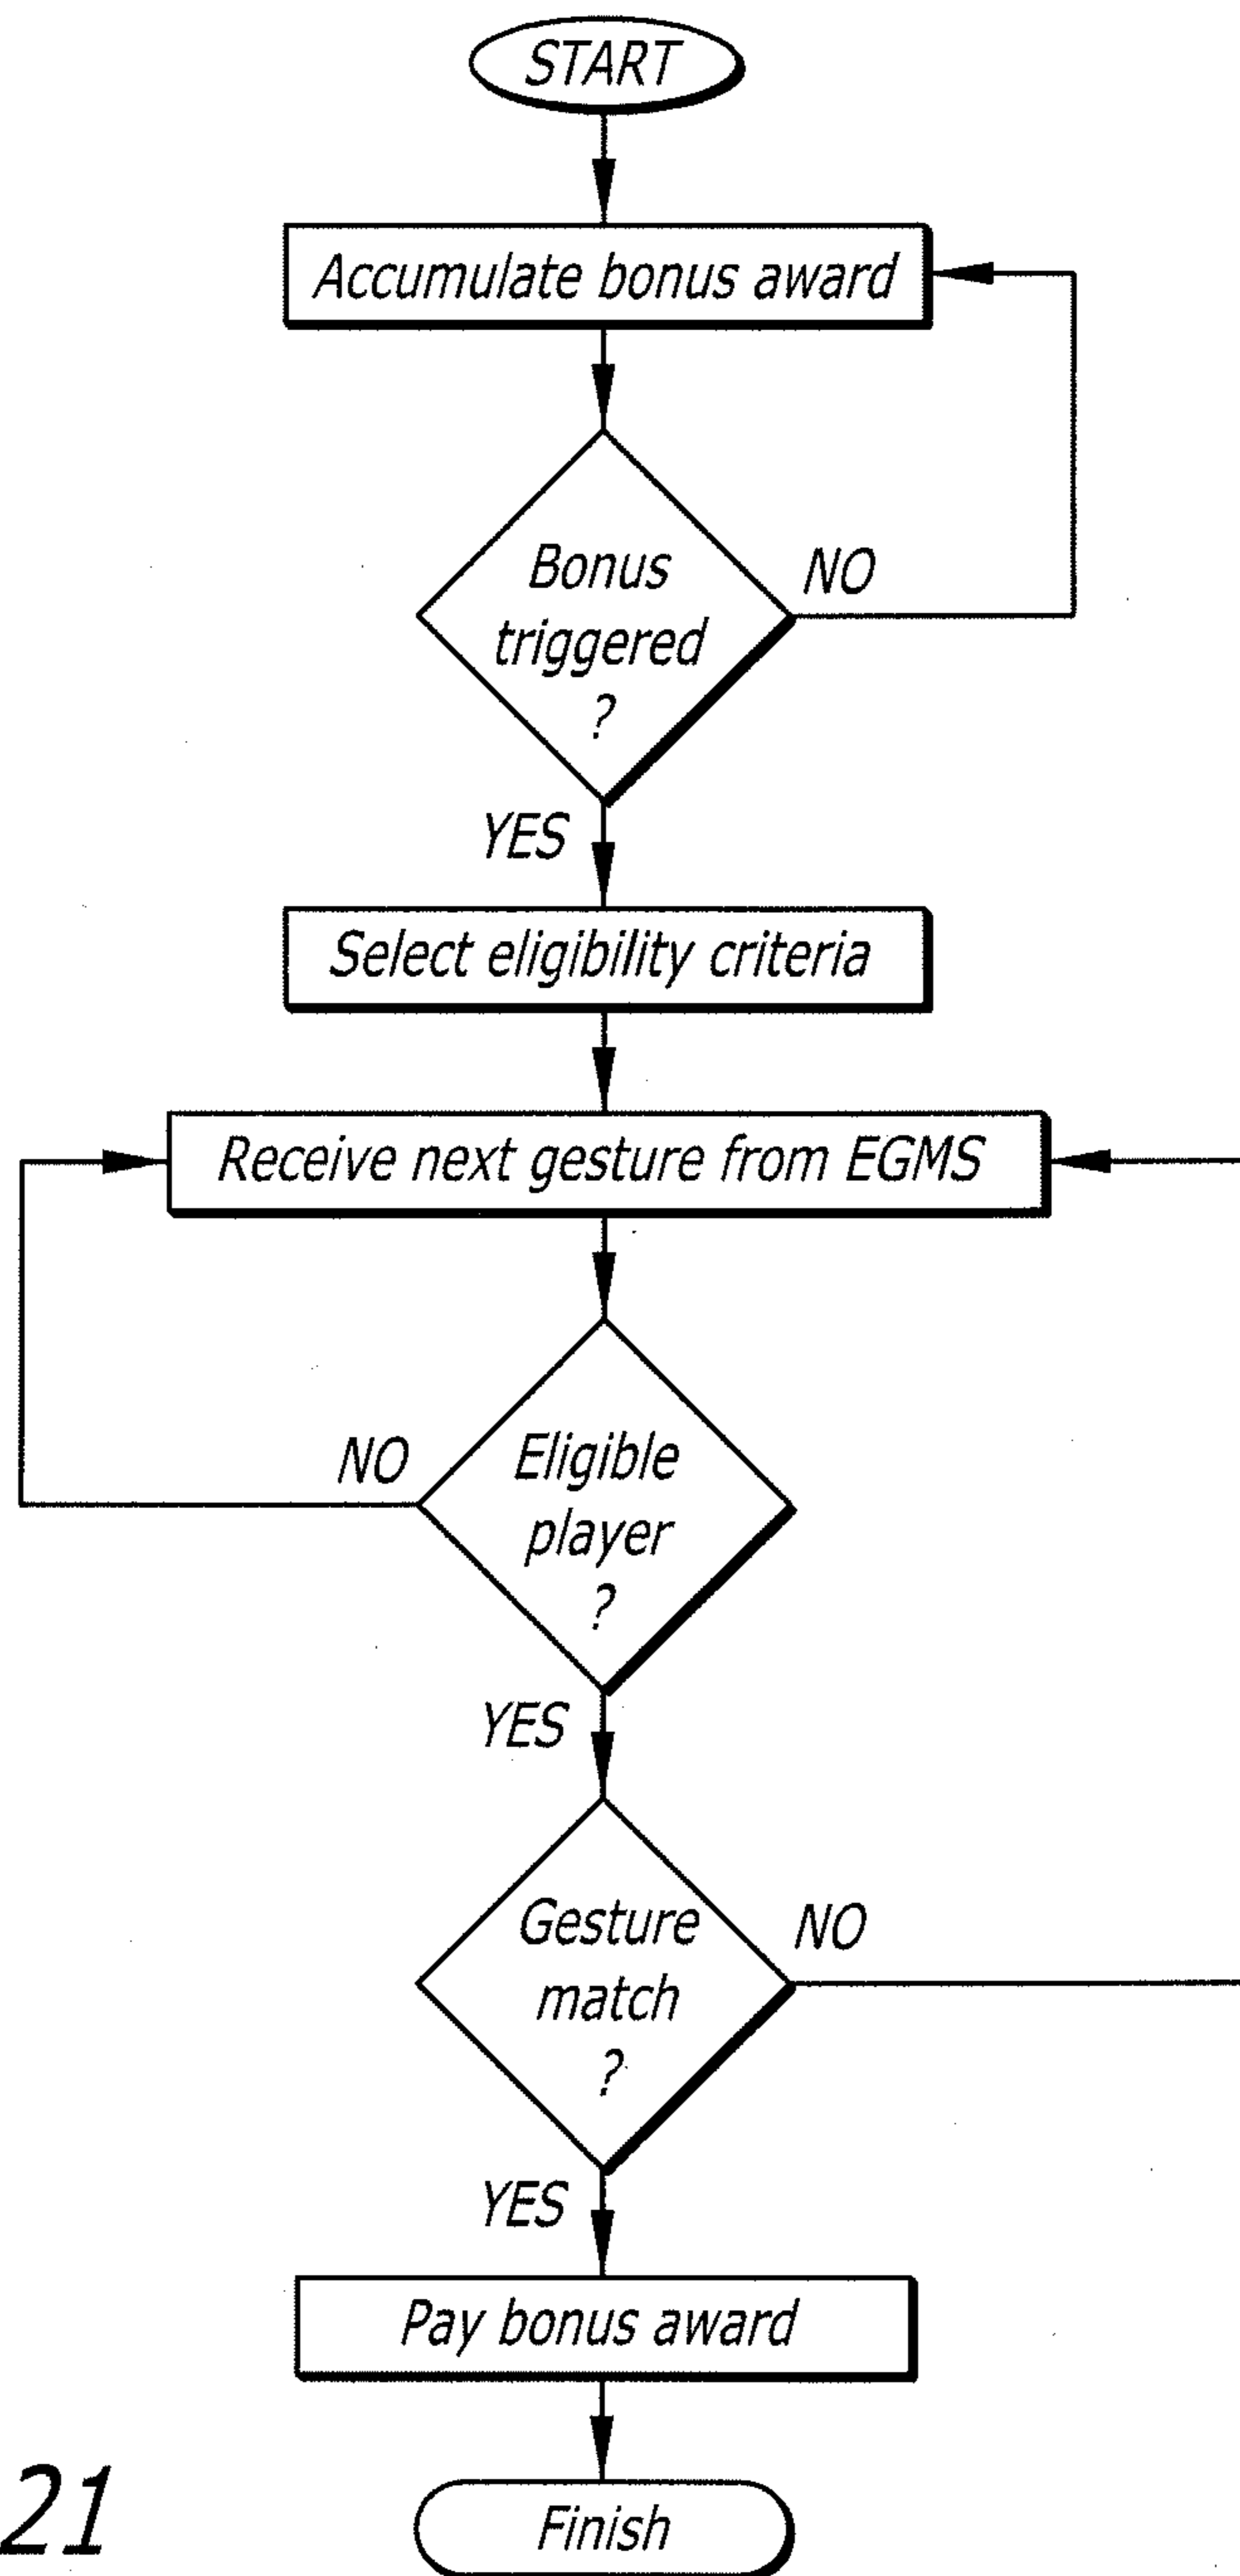 START
Accumulate bonus award
Bonus
triggered
?
NO
YES
Select eligibility criteria
Receive next gesture from EGMS
NO
Eligible
player
?
YES
Gesture
match
?
NO
YES
Pay bonus award
Finish
21